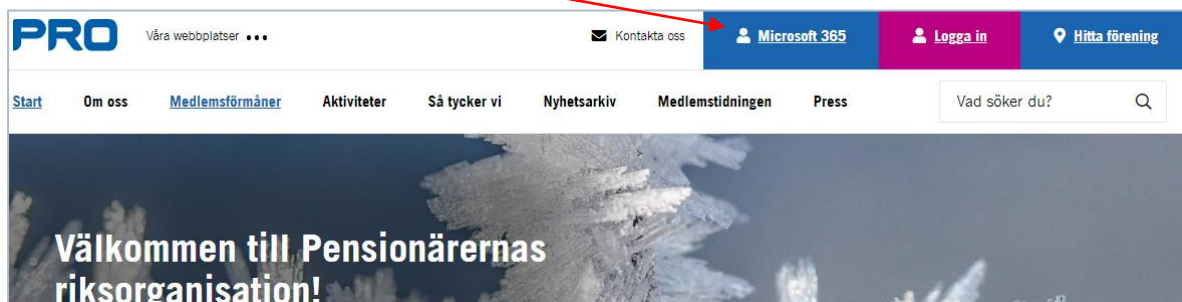 PRO Våra webbplatser ••• Kontakta oss Microsoft 365 Logga in Hitta förening
Start Om oss Medlemsförmåner Aktiviteter Så tycker vi Nyhetsarkiv Medlemstidningen Press Vad söker du?
Välkommen till Pensionärernas
riksorganisation!